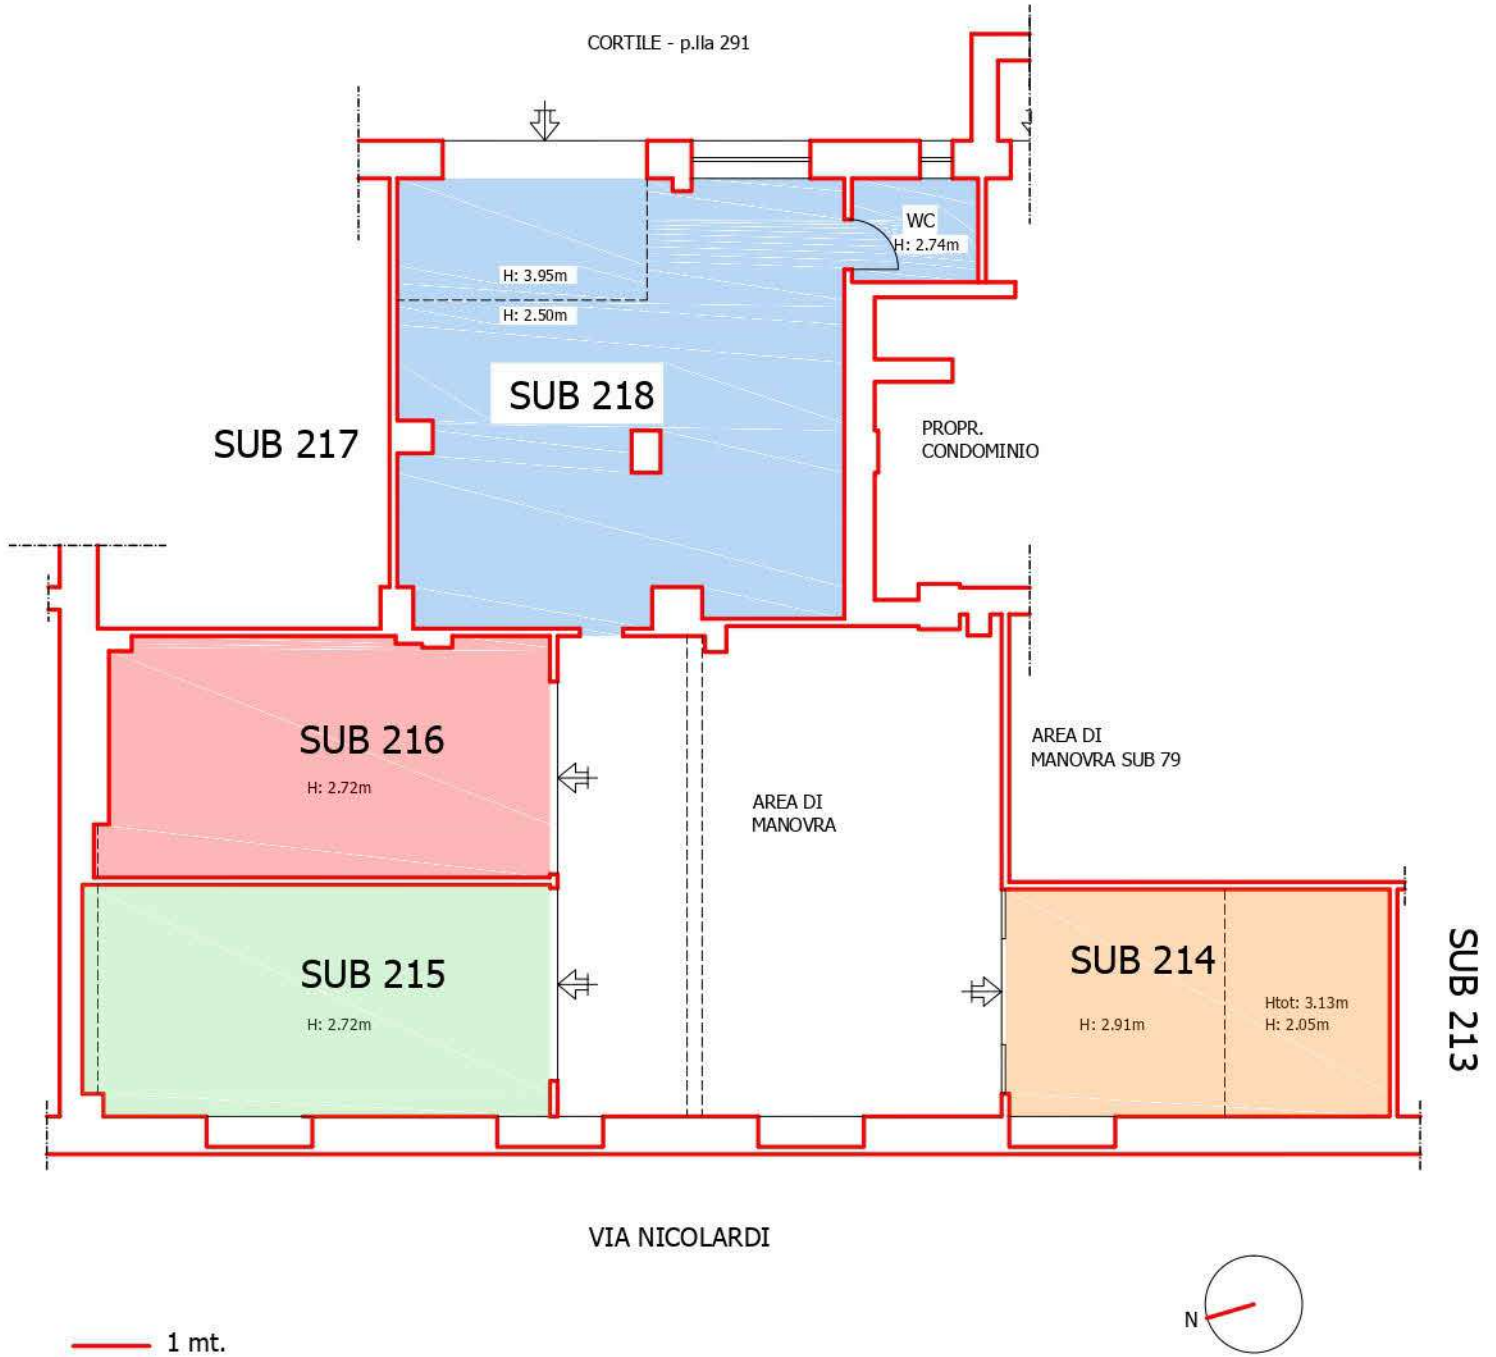 CORTILE - p.lla 291
WC
H: 2.74m
H: 3.95m
H: 2.50m
SUB 218
SUB 217
PROPR.
CONDOMINIO
SUB 216
H: 2.72m
AREA DI
MANOVRA SUB 79
AREA DI
MANOVRA
SUB 215
H: 2.72m
SUB 214
H: 2.91m
Htot: 3.13m
H: 2.05m
SUB 213
VIA NICOLARDI
N
1 mt.